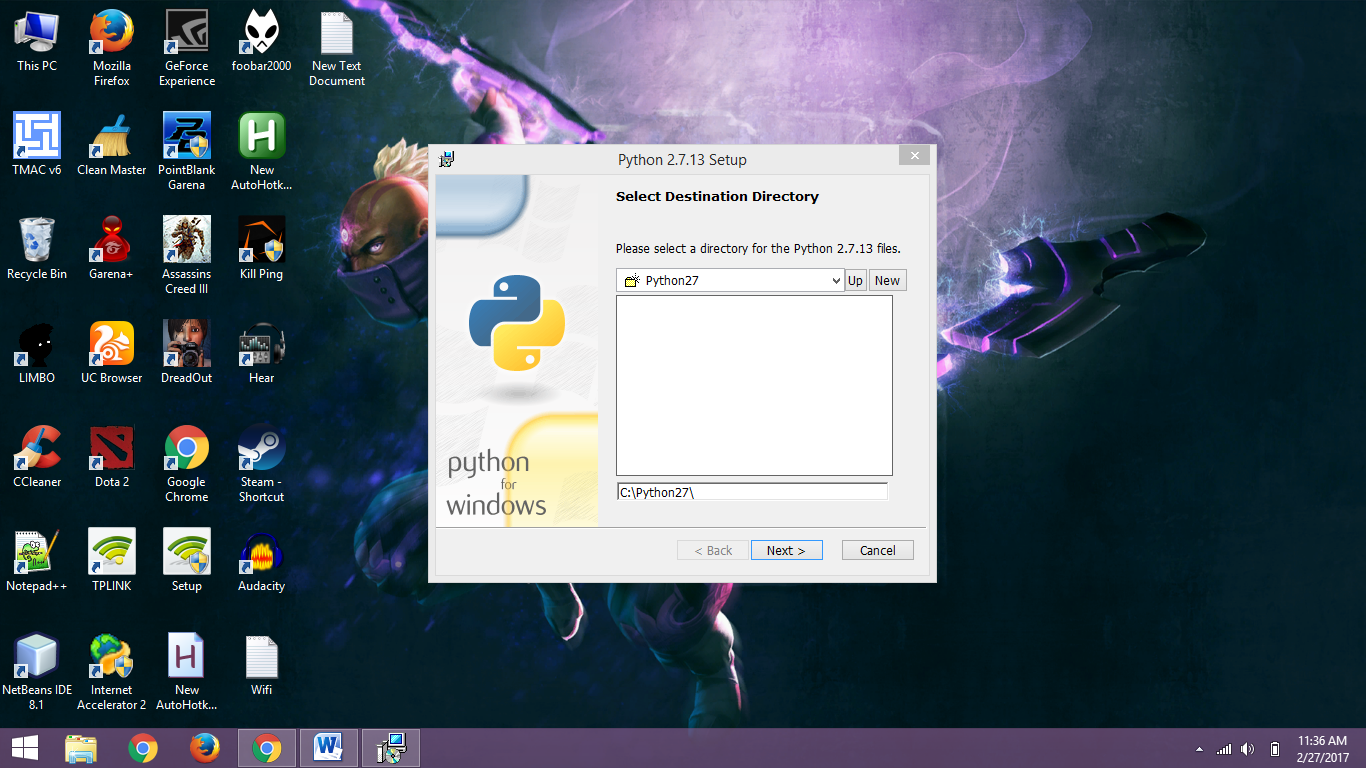 This PC
Mozilla
Firefox
GeForce
Experience
foobar2000
New Text
Document
TMAC v6
Clean Master
PointBlank
Garena
New
AutoHotk...
Recycle Bin
Garena+
Assassins
Creed III
Kill Ping
LIMBO
UC Browser
DreadOut
Hear
CCleaner
Dota 2
Google
Chrome
Steam -
Shortcut
Notepad++
TPLINK
Setup
Audacity
NetBeans IDE
8.1
Internet
Accelerator 2
New
AutoHotk...
Wifi
Python 2.7.13 Setup
Select Destination Directory
Please select a directory for the Python 2.7.13 files.
Python27
Up
New
C:\Python27\
python
for
windows
< Back
Next >
Cancel
11:36 AM
2/27/2017